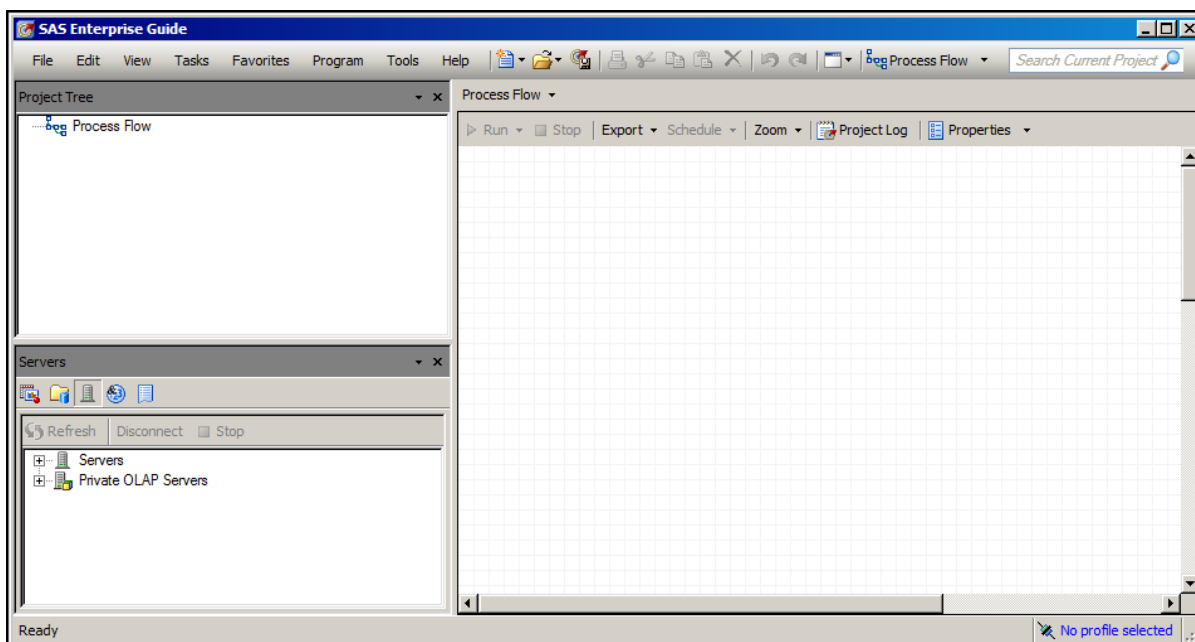 SAS Enterprise Guide
File Edit View Tasks Favorites Program Tools Help Process Flow Search Current Project
Project Tree
Process Flow
Process Flow
Run Stop Export Schedule Zoom Project Log Properties
Servers
Refresh Disconnect Stop
Servers
Private OLAP Servers
Ready No profile selected